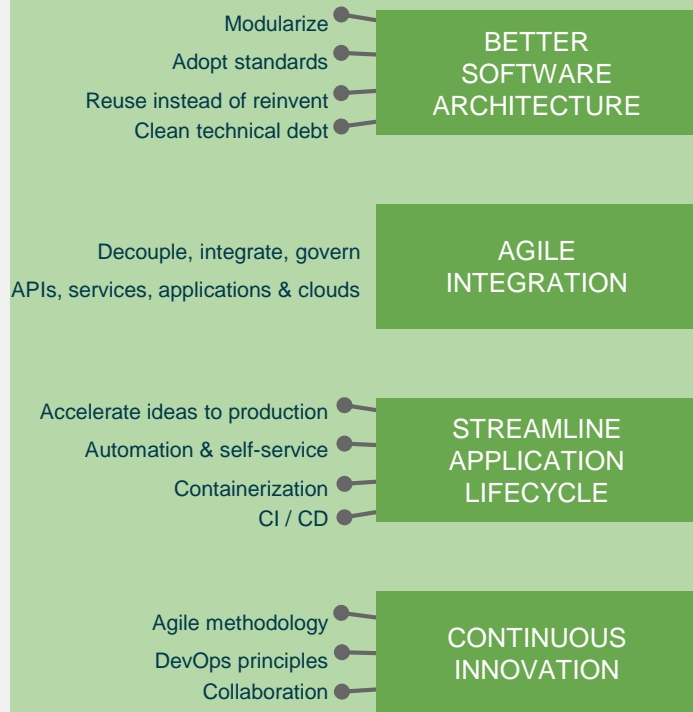 Modularize
Adopt standards
Reuse instead of reinvent
Clean technical debt
BETTER
SOFTWARE
ARCHITECTURE
Decouple, integrate, govern
APIs, services, applications & clouds
AGILE
INTEGRATION
Accelerate ideas to production
Automation & self-service
Containerization
CI / CD
STREAMLINE
APPLICATION
LIFECYCLE
Agile methodology
DevOps principles
Collaboration
CONTINUOUS
INNOVATION